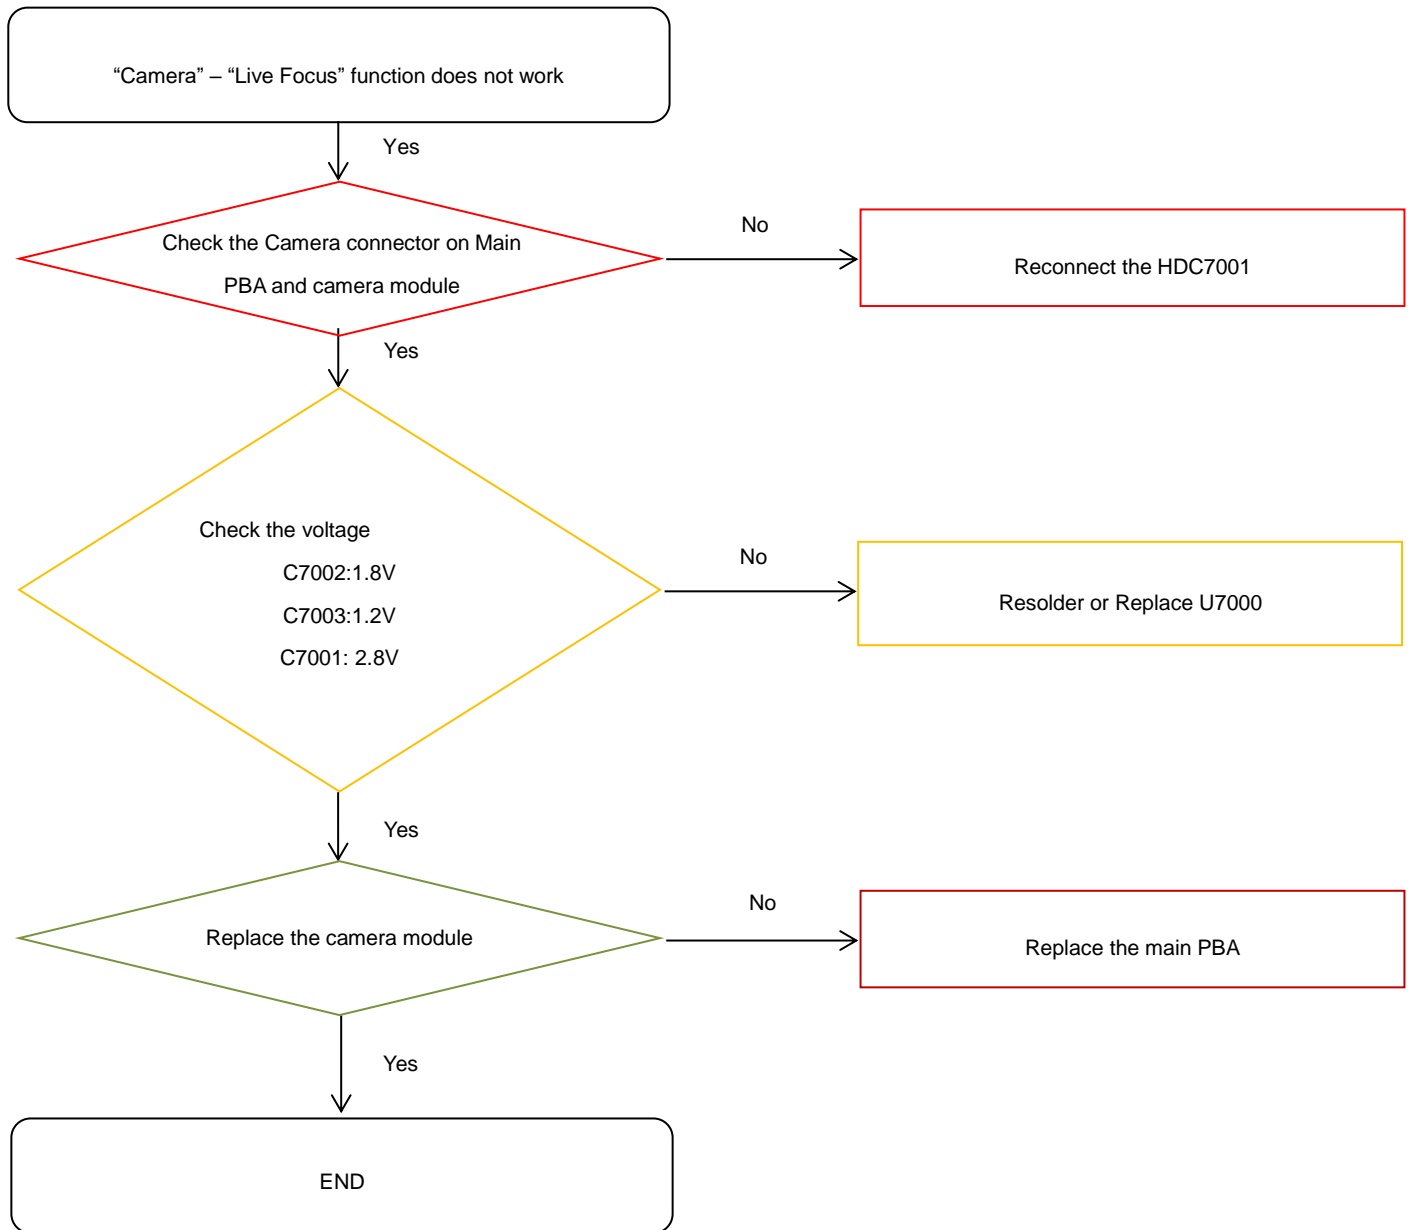 “Camera” – “Live Focus” function does not work
Yes
Check the Camera connector on Main
PBA and camera module
No
Reconnect the HDC7001
Yes
Check the voltage
C7002:1.8V
C7003:1.2V
C7001: 2.8V
No
Resolder or Replace U7000
Yes
Replace the camera module
No
Replace the main PBA
Yes
END